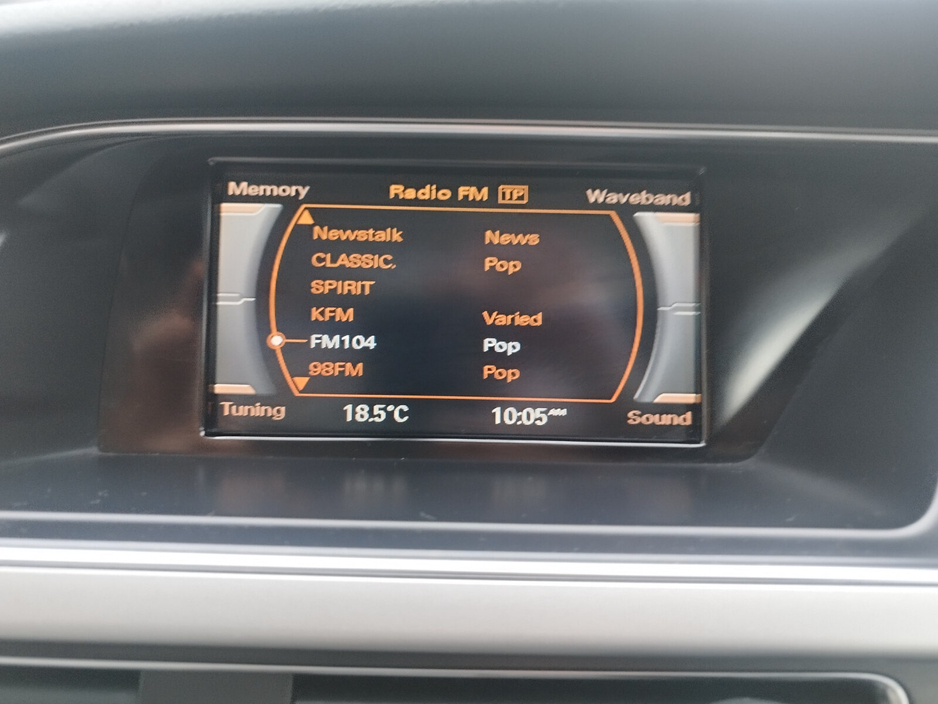 Memory Radio FM TP Waveband
Newstalk News
CLASSIC. Pop
SPIRIT
KFM Varied
FM104 Pop
98FM Pop
Tuning 18.5°C 10:05AM Sound